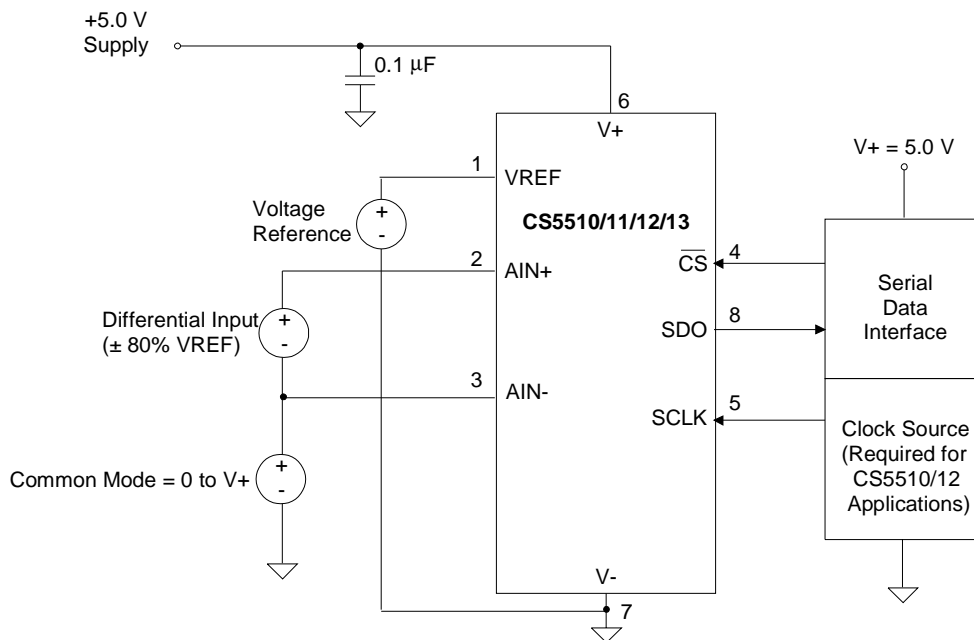 +5.0 V
Supply
0.1 µF
6
V+
V+ = 5.0 V
1
VREF
+
-
Voltage
Reference
CS5510/11/12/13
2
AIN+
4
CS
Serial
Data
Interface
+
-
Differential Input
(± 80% VREF)
SDO
8
3
AIN-
SCLK
5
Clock Source
(Required for
CS5510/12
Applications)
+
-
Common Mode = 0 to V+
V-
7